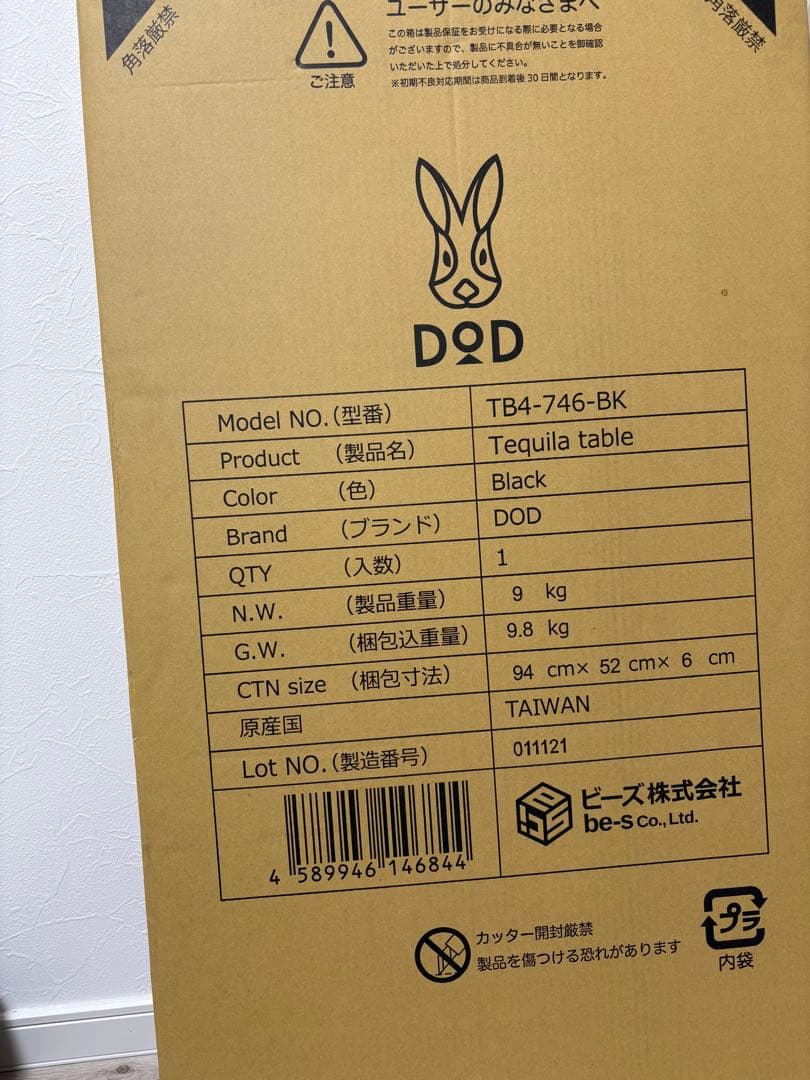 角落厳禁
ご注意
ユーザーのみなさまへ
この箱は製品保証をお受けになる際に必要となる場合
がございますので、製品に不具合が無いことを御確認
いただいた上で処分してください。
※初期不良対応期間は商品到着後30日間となります。
角落厳禁
DOD
Model NO.(型番) TB4-746-BK
Product (製品名) Tequila table
Color (色) Black
Brand (ブランド) DOD
QTY (入数) 1
N.W. (製品重量) 9 kg
G.W. (梱包込重量) 9.8 kg
CTN size (梱包寸法) 94 cm× 52 cm× 6 cm
原産国 TAIWAN
Lot NO.(製造番号) 011121
4 589946 146844
ビーズ株式会社
be-s Co., Ltd.
カッター開封厳禁
製品を傷つける恐れがあります
プラ
内袋